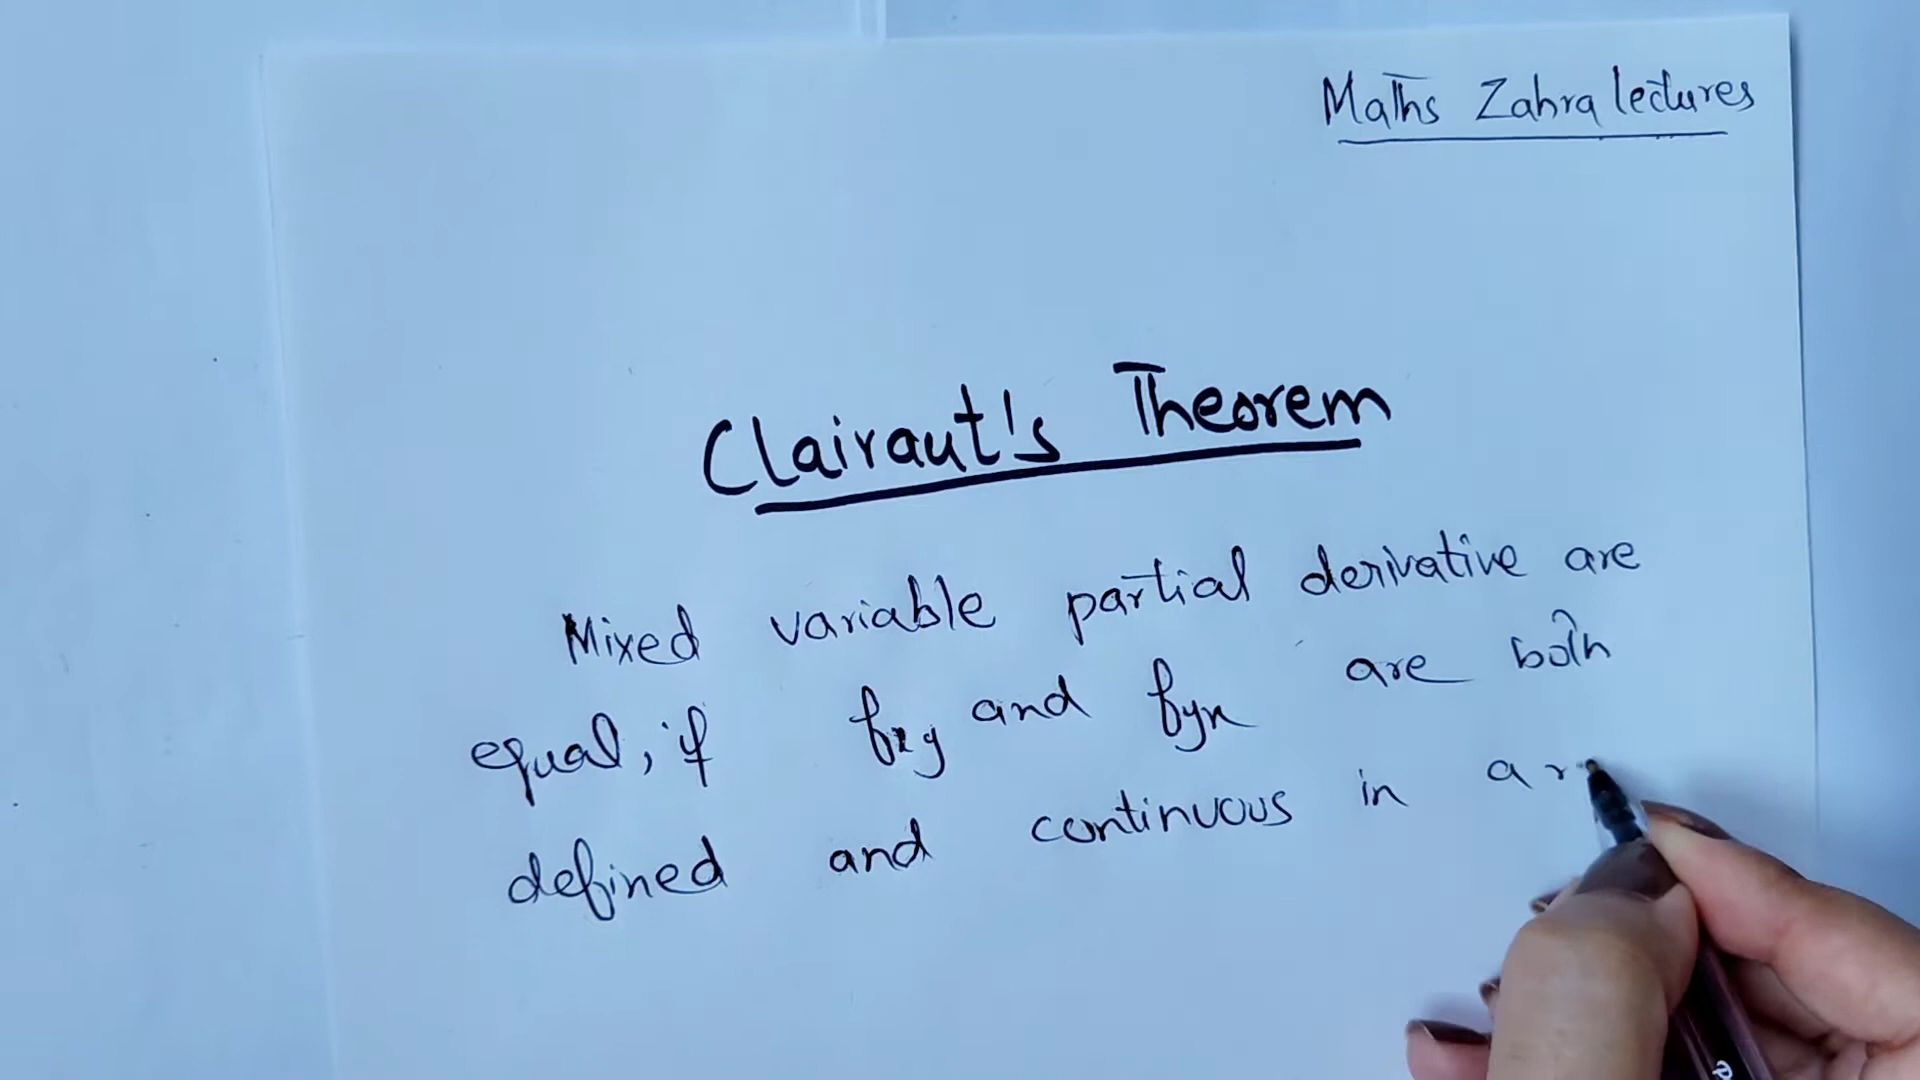 Maths Zahra lectures
Clairaut's Theorem
Mixed variable partial derivative are
equal, if fxy and fyx are both
defined and continuous in a